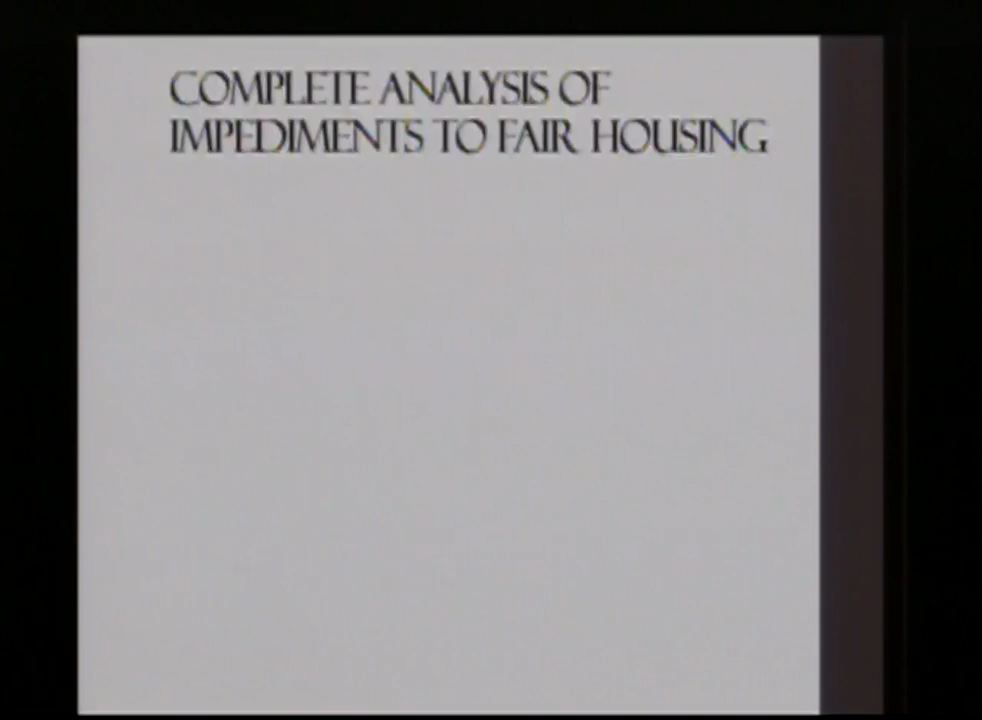 COMPLETE ANALYSIS OF
IMPEDIMENTS TO FAIR HOUSING